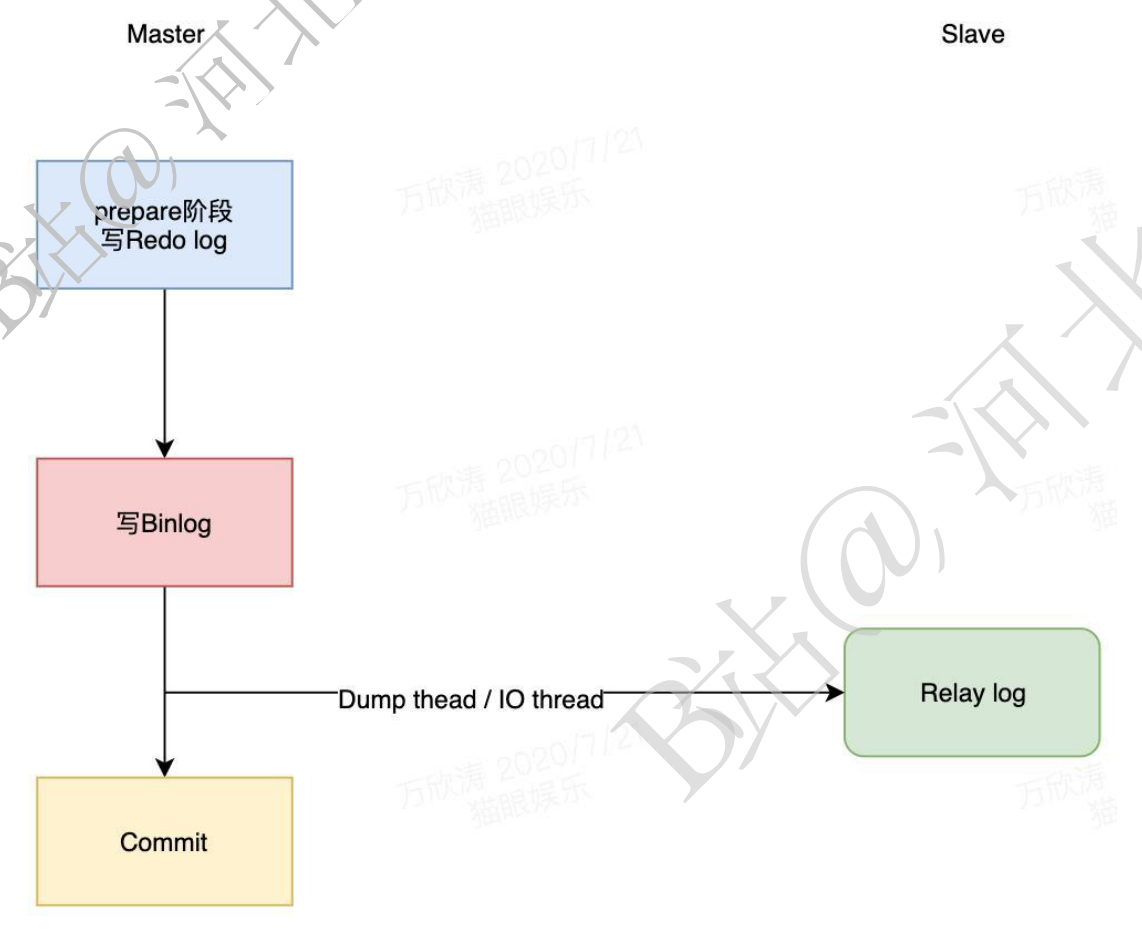 Master
Slave
prepare阶段
写Redo log
写Binlog
Dump thead / IO thread
Relay log
Commit
B站@ 河北
B站@ 河北
万欣涛 2020/7/21
猫眼娱乐
万欣涛
猫
万欣涛 2020/7/21
猫眼娱乐
万欣涛
猫
万欣涛 2020/7/21
猫眼娱乐
万欣涛
猫